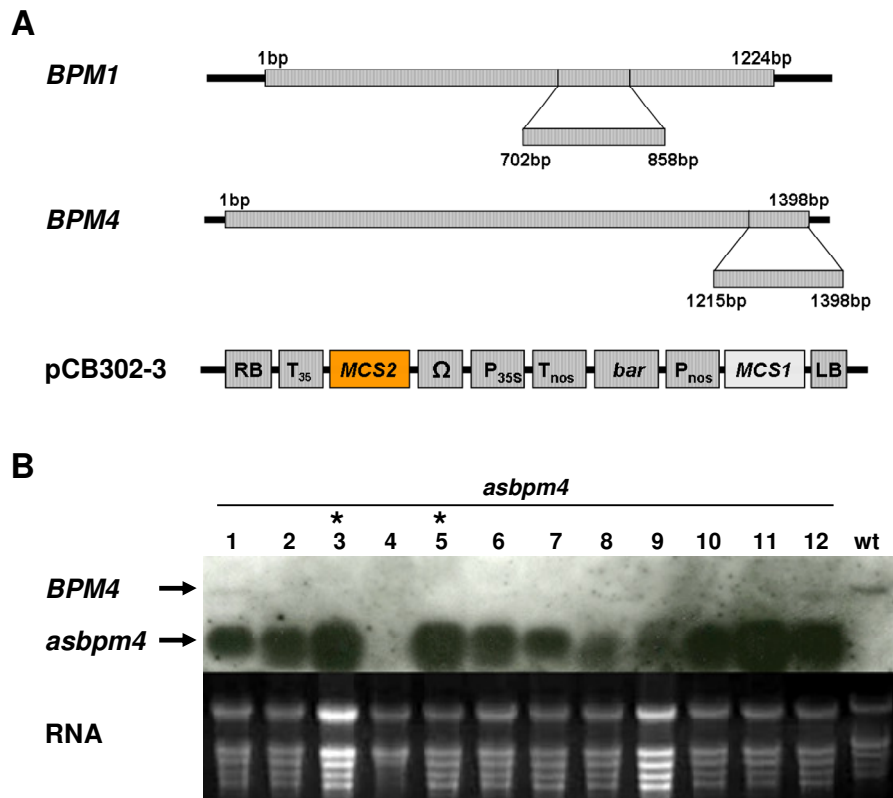 A
BPM1
1bp 1224bp
702bp 858bp
BPM4
1bp 1398bp
1215bp 1398bp
pCB302-3 RB T35 MCS2 Ω P35S Tnos bar Pnos MCS1 LB
B
asbpm4
* *
1 2 3 4 5 6 7 8 9 10 11 12 wt
BPM4
asbpm4
RNA